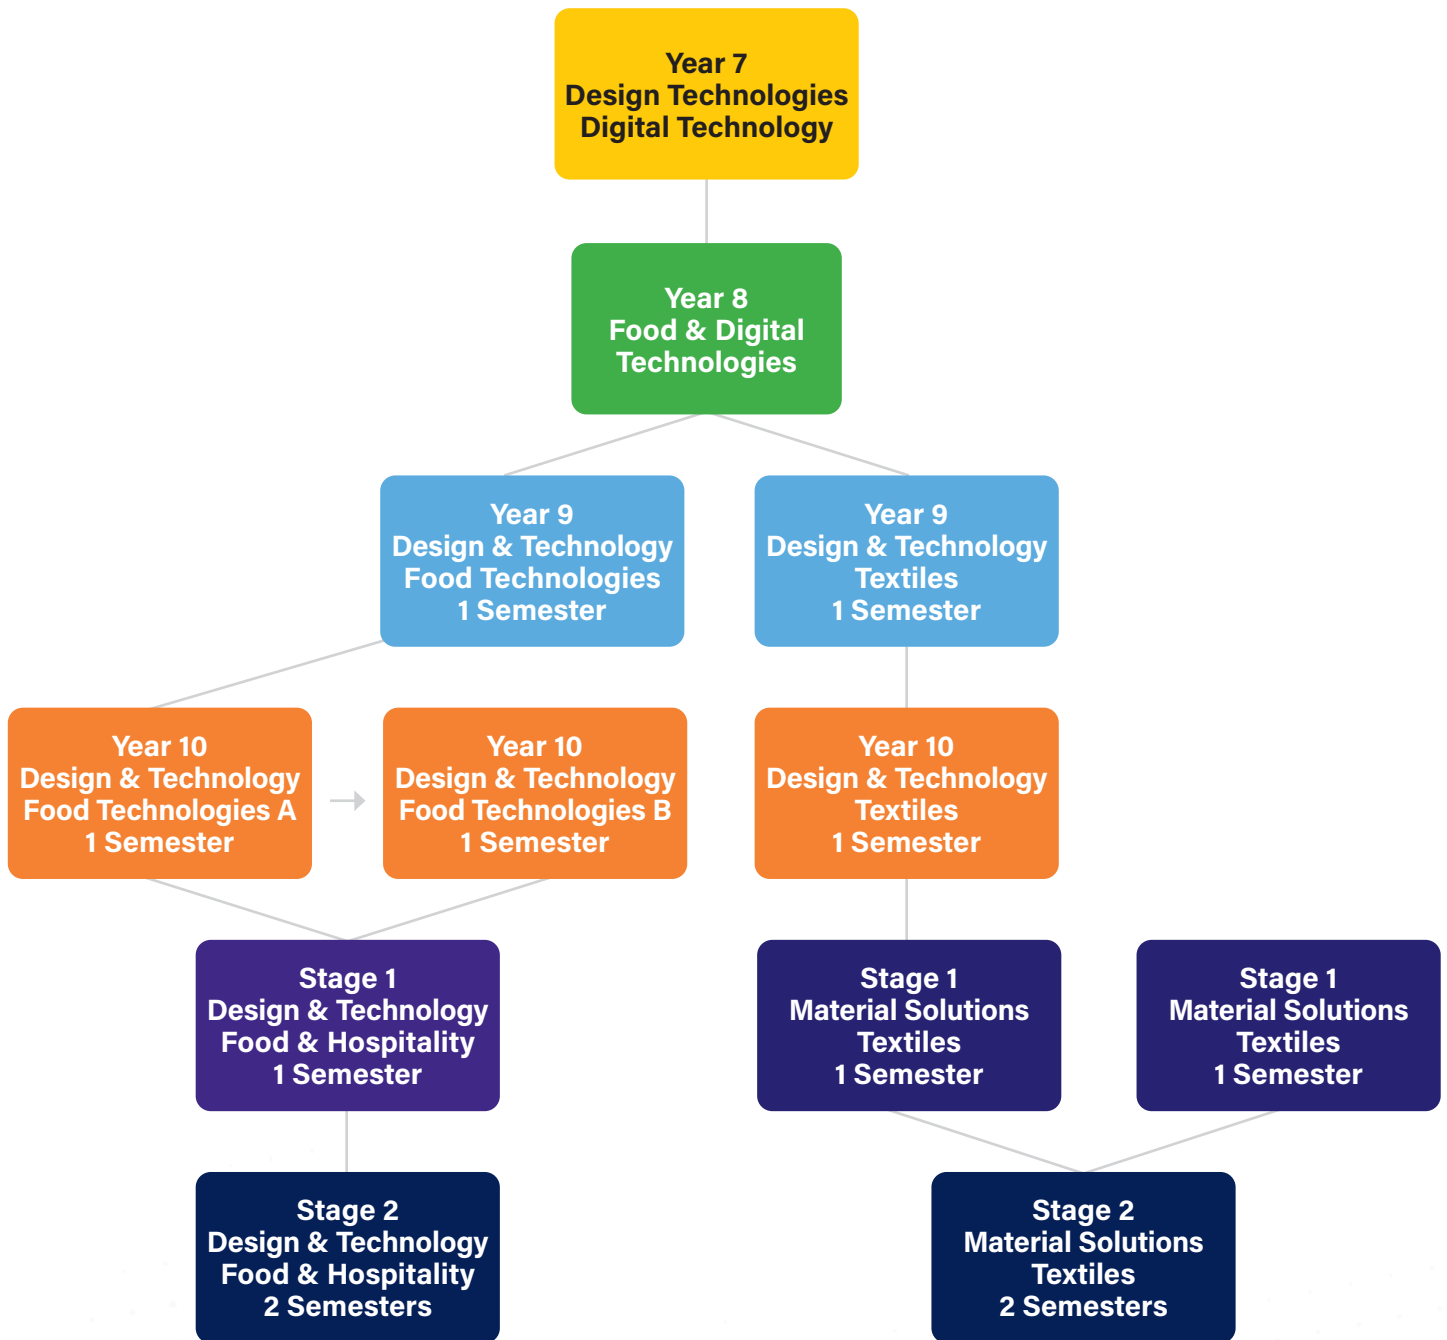 Year 7
Design Technologies
Digital Technology
Year 8
Food & Digital
Technologies
Year 9
Design & Technology
Food Technologies
1 Semester
Year 9
Design & Technology
Textiles
1 Semester
Year 10
Design & Technology
Food Technologies A
1 Semester
Year 10
Design & Technology
Food Technologies B
1 Semester
Year 10
Design & Technology
Textiles
1 Semester
Stage 1
Design & Technology
Food & Hospitality
1 Semester
Stage 1
Material Solutions
Textiles
1 Semester
Stage 1
Material Solutions
Textiles
1 Semester
Stage 2
Design & Technology
Food & Hospitality
2 Semesters
Stage 2
Material Solutions
Textiles
2 Semesters